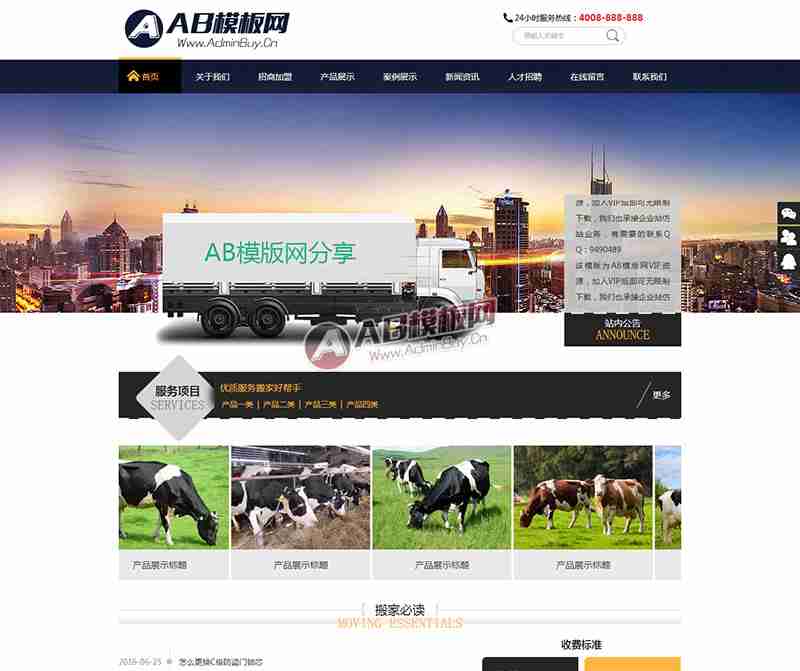 AB模板网
Www.AdminBuy.Cn
24小时服务热线：4008-888-888
请输入关键字
首页 关于我们 招商加盟 产品展示 案例展示 新闻资讯 人才招聘 在线留言 联系我们
AB模版网分享
源，加入VIP后即可无限制
下载，我们也承接企业站仿
站业务，有需要的联系Q
Q：9490489
该模板为AB模版网VIP资
源，加入VIP后即可无限制
下载，我们也承接企业站仿
站内公告
ANNOUNCE
AB模板网
Www.AdminBuy.Cn
服务项目
SERVICES
优质服务搬家好帮手
产品一类 | 产品二类 | 产品三类 | 产品四类
更多
产品展示标题
产品展示标题
产品展示标题
产品展示标题
搬家必读
MOVING ESSENTIALS
收费标准
2016-06-25 怎么更换C级防盗门锁芯